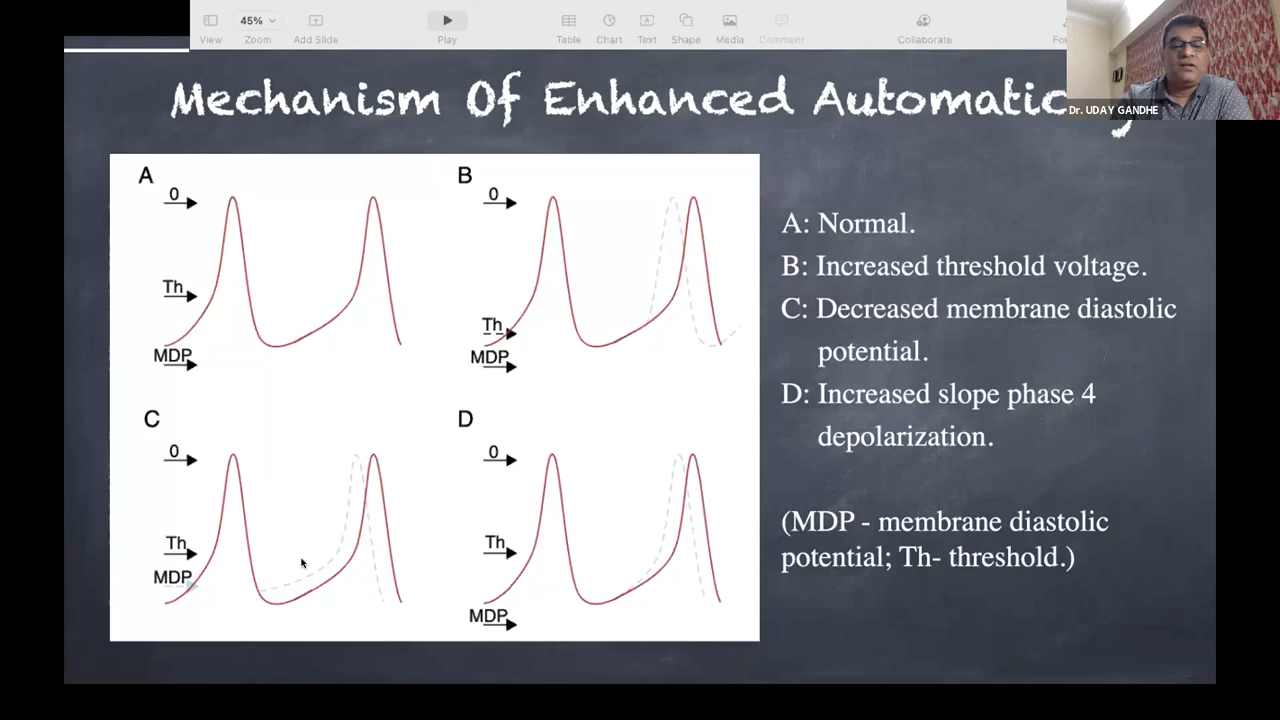 45%
View
Zoom
Add Slide
Play
Table
Chart
Text
Shape
Media
Comment
Collaborate
Dr. UDAY GANDHE
Mechanism Of Enhanced
A
0
Th
MDP
B
0
Th
MDP
C
0
Th
MDP
D
0
Th
MDP
A: Normal.
B: Increased threshold voltage.
C: Decreased membrane diastolic
potential.
D: Increased slope phase 4
depolarization.
(MDP - membrane diastolic
potential; Th- threshold.)